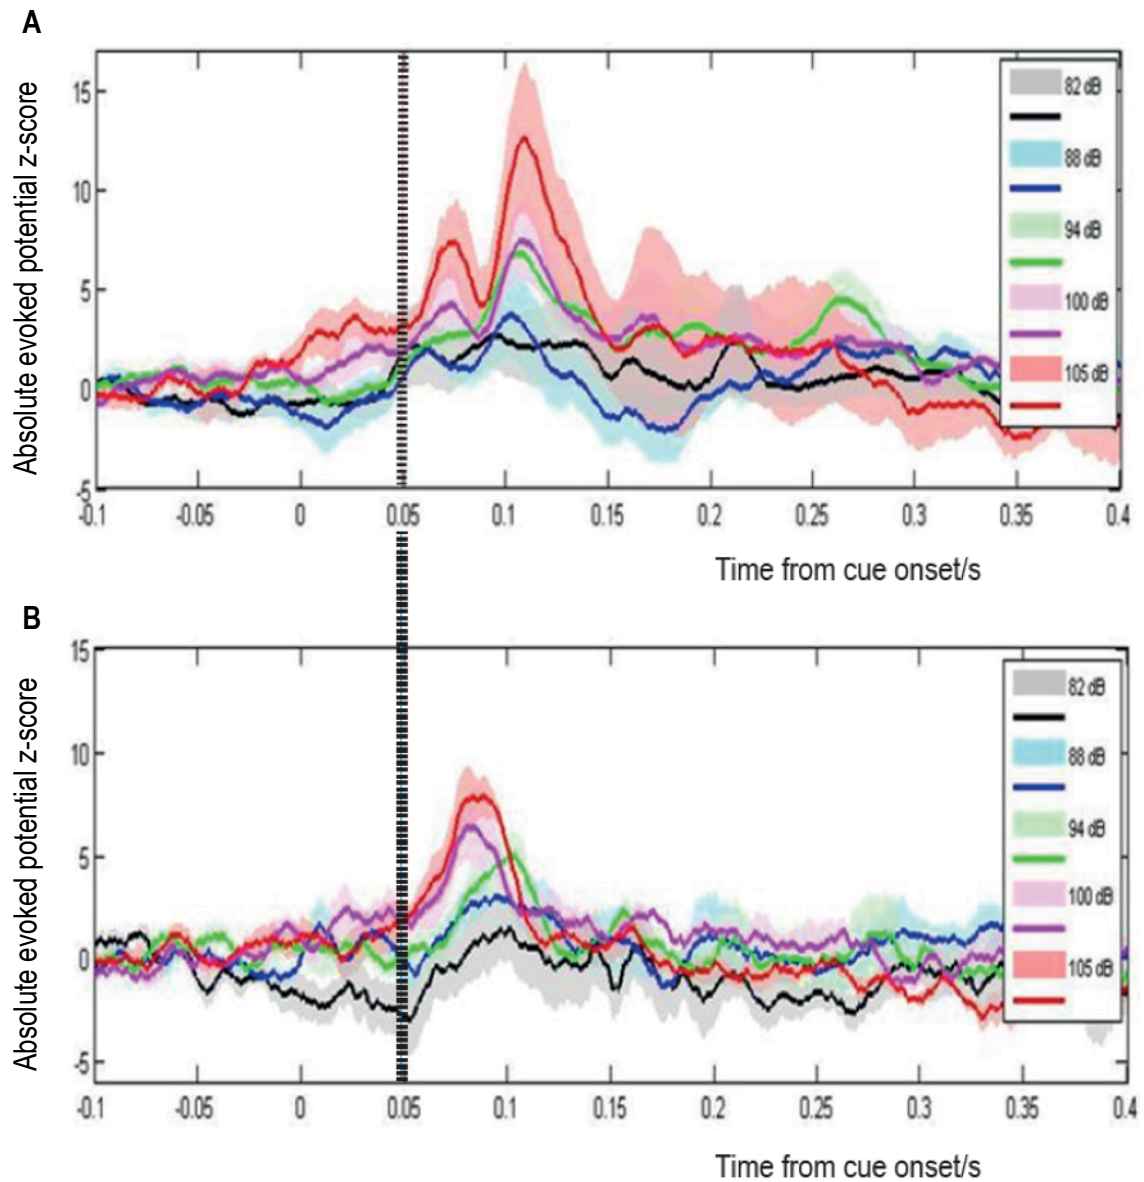 A
Absolute evoked potential z-score
15
10
5
0
-5
-0.1 -0.05 0 0.05 0.1 0.15 0.2 0.25 0.3 0.35 0.4
82 dB
88 dB
94 dB
100 dB
105 dB
Time from cue onset/s
B
Absolute evoked potential z-score
15
10
5
0
-5
-0.1 -0.05 0 0.05 0.1 0.15 0.2 0.25 0.3 0.35 0.4
82 dB
88 dB
94 dB
100 dB
105 dB
Time from cue onset/s